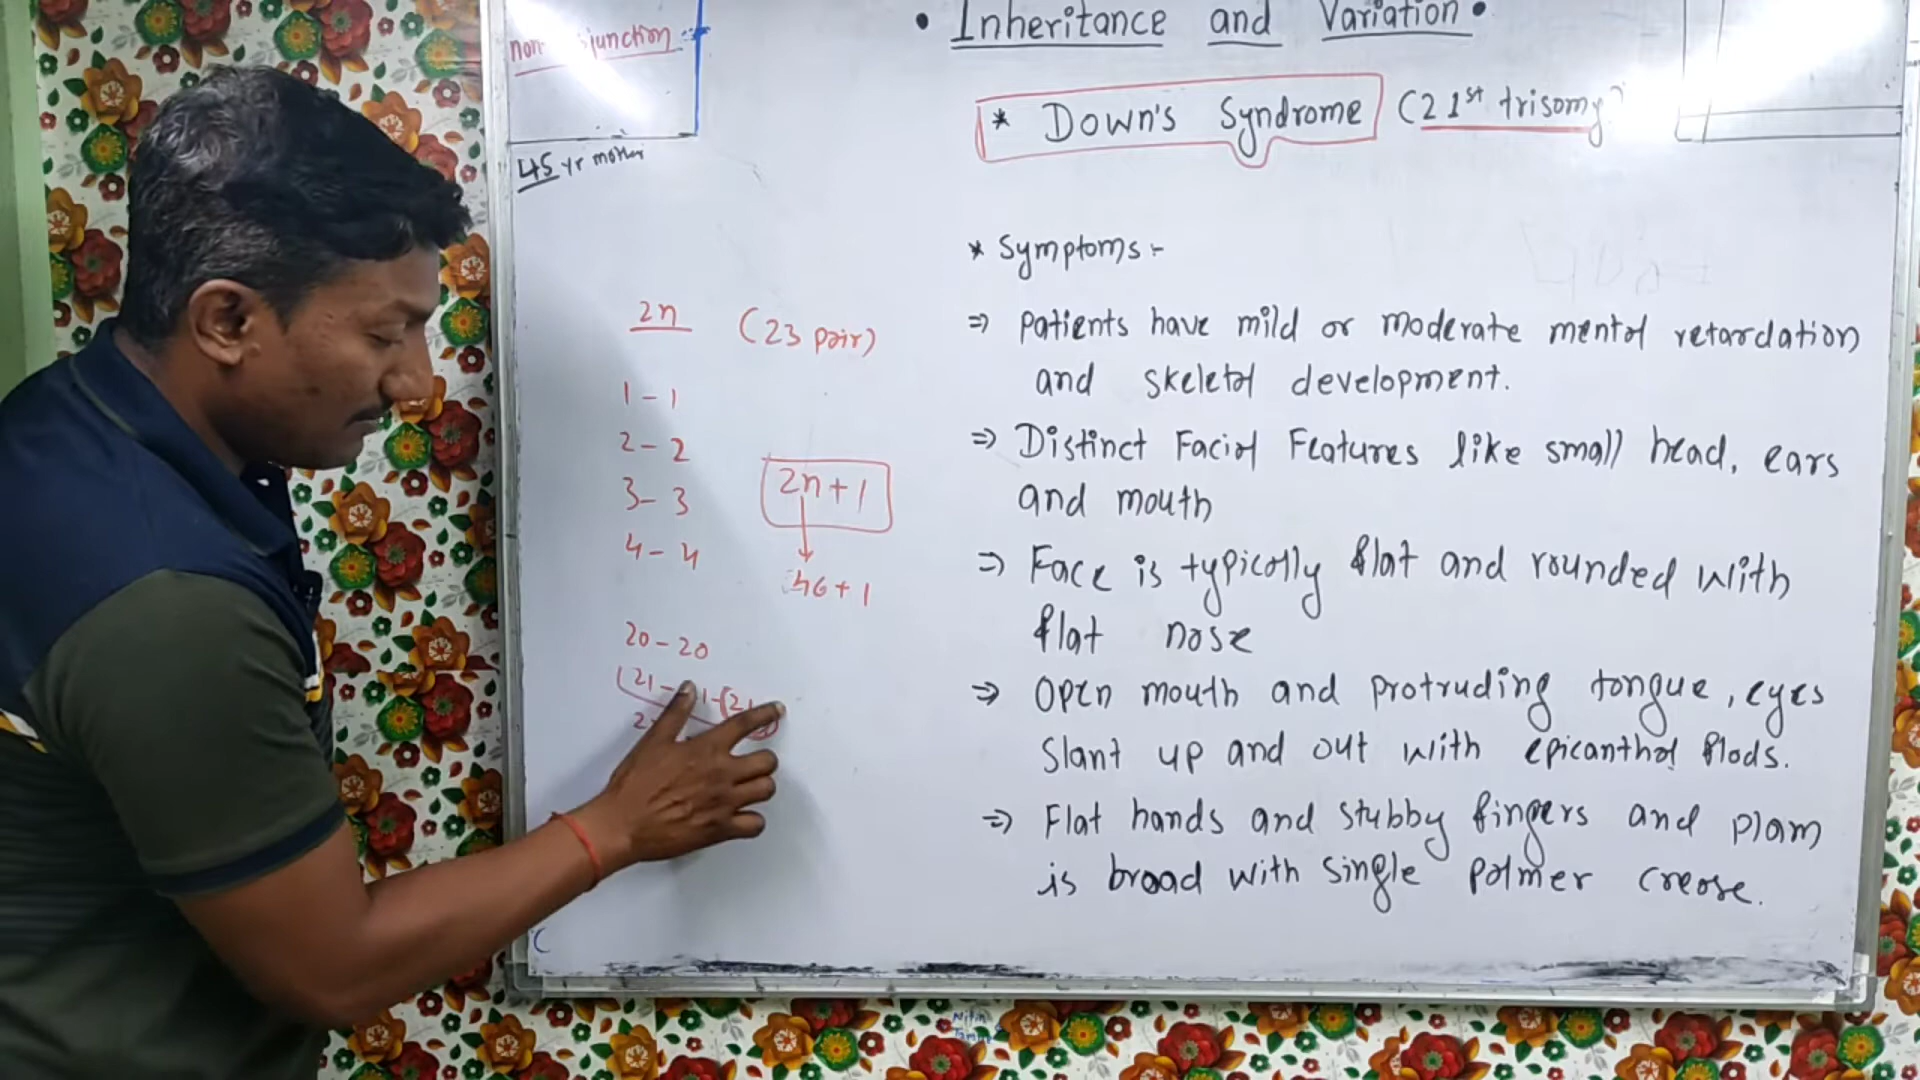 • Inheritance and Variation •
non- junction
45 yr mother
* Down's Syndrome (21st trisomy)
2n (23 pair)
1 - 1
2 - 2
3 - 3
4 - 4
2n+1
46+1
20 - 20
21 -
* Symptoms :-
⇒ Patients have mild or moderate mental retardation
and skeletal development.
⇒ Distinct Facial Features like small head, ears
and mouth
⇒ Face is typically flat and rounded with
flat nose
⇒ Open mouth and protruding tongue, eyes
slant up and out with epicanthal flods.
⇒ Flat hands and stubby fingers and plam
is broad with single palmer crease.